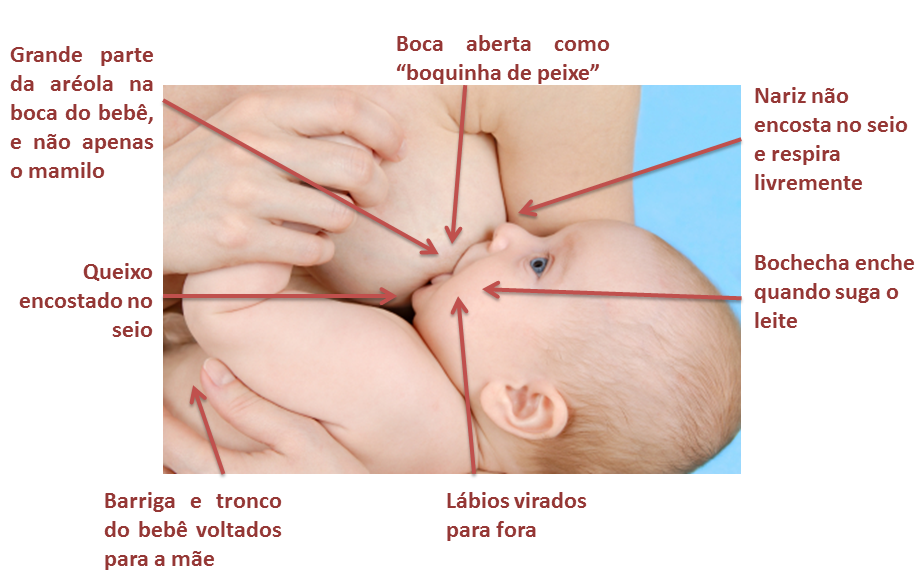 Grande parte
da aréola na
boca do bebê,
e não apenas
o mamilo
Boca aberta como
“boquinha de peixe”
Nariz não
encosta no seio
e respira
livremente
Queixo
encostado no
seio
Bochecha enche
quando suga o
leite
Barriga e tronco
do bebê voltados
para a mãe
Lábios virados
para fora